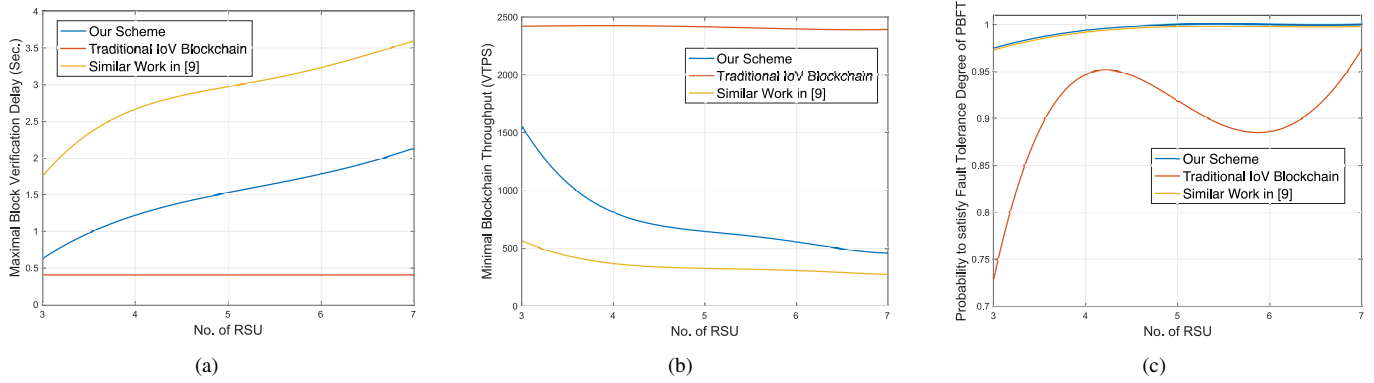 Maximal Block Verification Delay (Sec.)
4
3.5
3
2.5
2
1.5
1
0.5
0
Our Scheme
Traditional IoV Blockchain
Similar Work in [9]
3
4
5
6
7
No. of RSU
(a)
Minimal Blockchain Throughput (VTPS)
2500
2000
1500
1000
500
0
Our Scheme
Traditional IoV Blockchain
Similar Work in [9]
3
4
5
6
7
No. of RSU
(b)
Probability to satisfy Fault Tolerance Degree of PBFT
1
0.95
0.9
0.85
0.8
0.75
0.7
Our Scheme
Traditional IoV Blockchain
Similar Work in [9]
3
4
5
6
7
No. of RSU
(c)